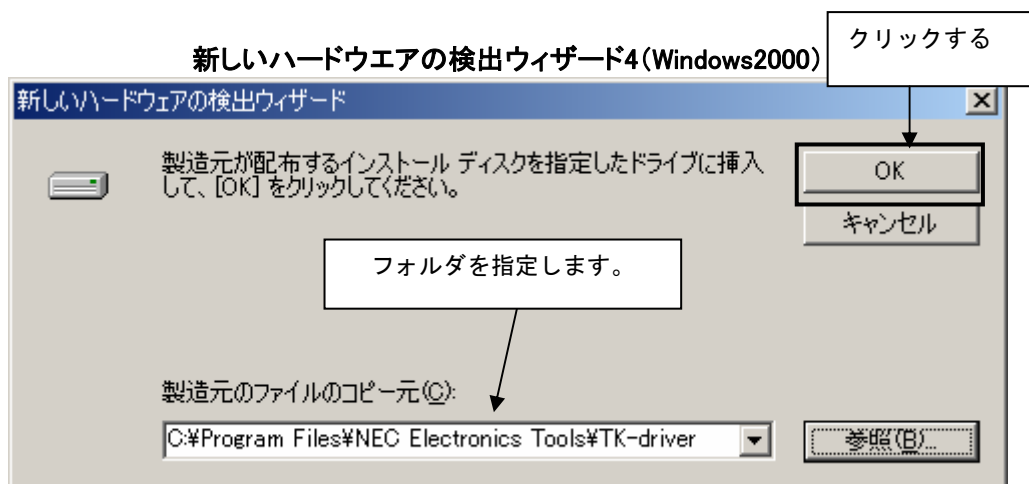 クリックする
新しいハードウエアの検出ウィザード4(Windows2000)
新しいハードウェアの検出ウィザード
製造元が配布するインストール ディスクを指定したドライブに挿入
して、[OK] をクリックしてください。
OK
キャンセル
フォルダを指定します。
製造元のファイルのコピー元(C):
C:¥Program Files¥NEC Electronics Tools¥TK-driver
参照(B)...